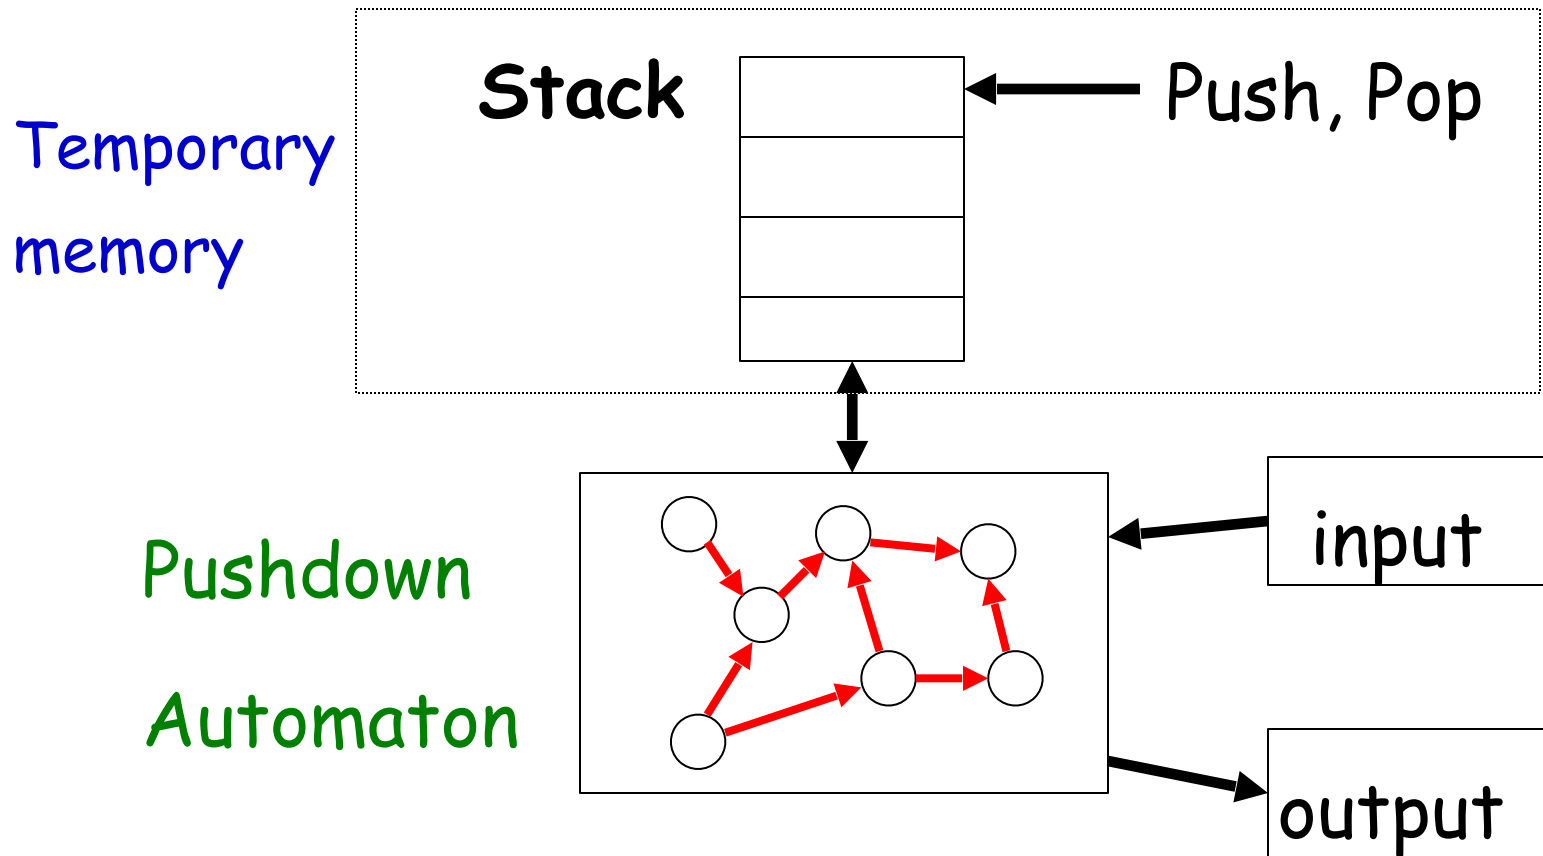 Stack
Push, Pop
Temporary
memory
input
Pushdown
Automaton
output